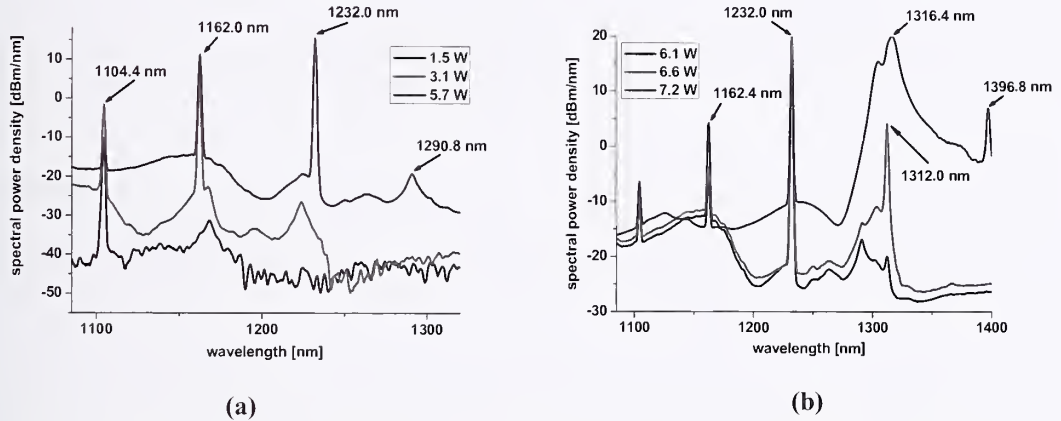 spectral power density [dBm/nm]
10
0
-10
-20
-30
-40
-50
1104.4 nm
1162.0 nm
1232.0 nm
1290.8 nm
1.5 W
3.1 W
5.7 W
1100
1200
1300
wavelength [nm]
(a)
spectral power density [dBm/nm]
20
10
0
-10
-20
-30
1232.0 nm
1316.4 nm
1162.4 nm
1396.8 nm
1312.0 nm
6.1 W
6.6 W
7.2 W
1100
1200
1300
1400
wavelength [nm]
(b)